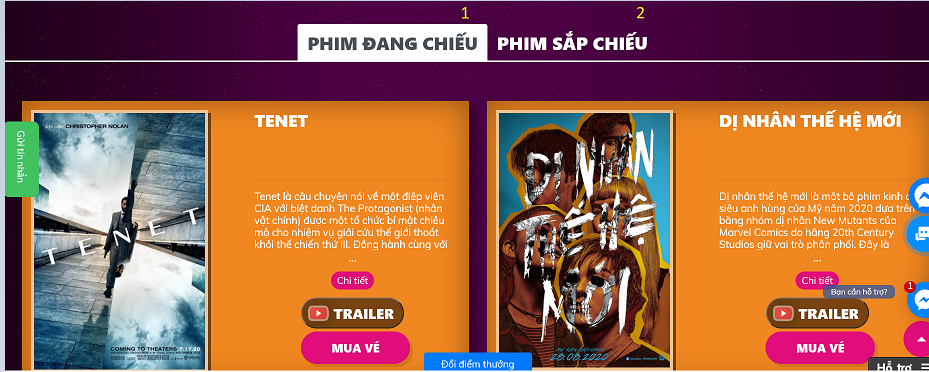 1
2
PHIM ĐANG CHIẾU
PHIM SẮP CHIẾU
Gửi tin nhắn
CHRISTOPHER NOLAN
TENET
COMING TO THEATERS 7.17.20
TENET
Tenet là câu chuyện nói về một điệp viên
CIA với biệt danh The Protagonist (nhân
vật chính) được một tổ chức bí mật chiêu
mộ cho nhiệm vụ giải cứu thế giới thoát
khỏi thế chiến thứ III. Đồng hành cùng với
...
Chi tiết
TRAILER
MUA VÉ
DỊ NHÂN
THẾ HỆ
MỚI
28.08.2020
DỊ NHÂN THẾ HỆ MỚI
Dị nhân thế hệ mới là một bộ phim kinh d
siêu anh hùng của Mỹ năm 2020 dựa trên
băng nhóm dị nhân New Mutants của
Marvel Comics do hãng 20th Century
Studios giữ vai trò phân phối. Đây là
...
Chi tiết
Bạn cần hỗ trợ?
1
TRAILER
MUA VÉ
Đổi điểm thưởng
Hỗ trợ